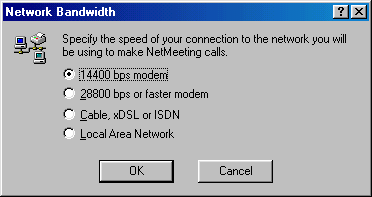 Network Bandwidth
Specify the speed of your connection to the network you will
be using to make NetMeeting calls.
14400 bps modem
28800 bps or faster modem
Cable, xDSL or ISDN
Local Area Network
OK
Cancel